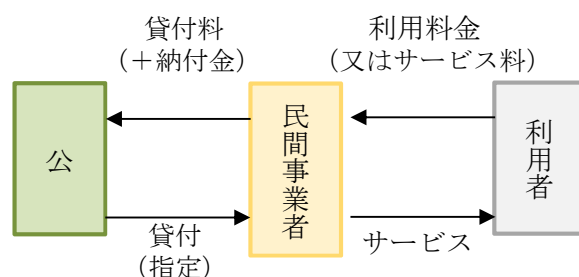 貸付料
(+納付金)
利用料金
(又はサービス料)
公
民間事業者
利用者
貸付
(指定)
サービス